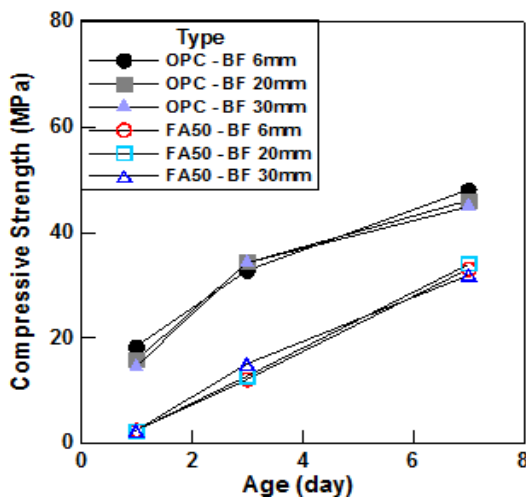 80
60
40
20
0
Compressive Strength (MPa)
Type
OPC - BF 6mm
OPC - BF 20mm
OPC - BF 30mm
FA50 - BF 6mm
FA50 - BF 20mm
FA50 - BF 30mm
0 2 4 6 8
Age (day)